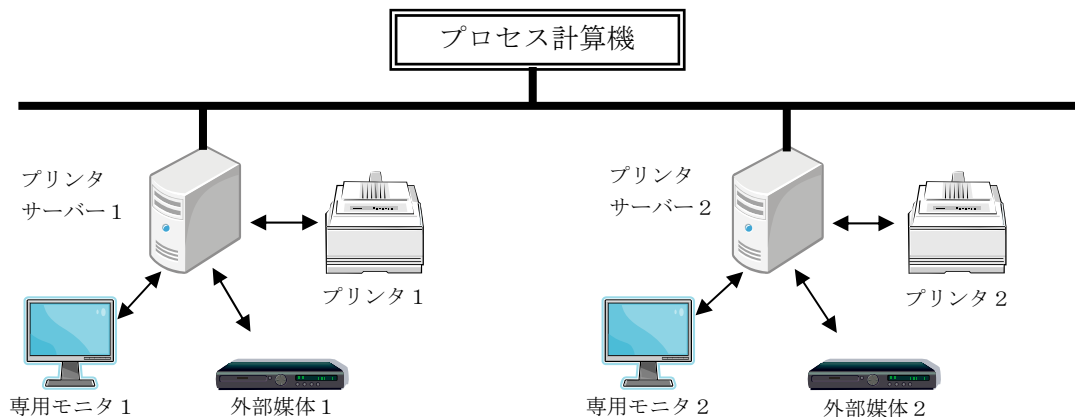 プロセス計算機
プリンタ
サーバー１
プリンタ１
専用モニタ１
外部媒体１
プリンタ
サーバー２
プリンタ２
専用モニタ２
外部媒体２